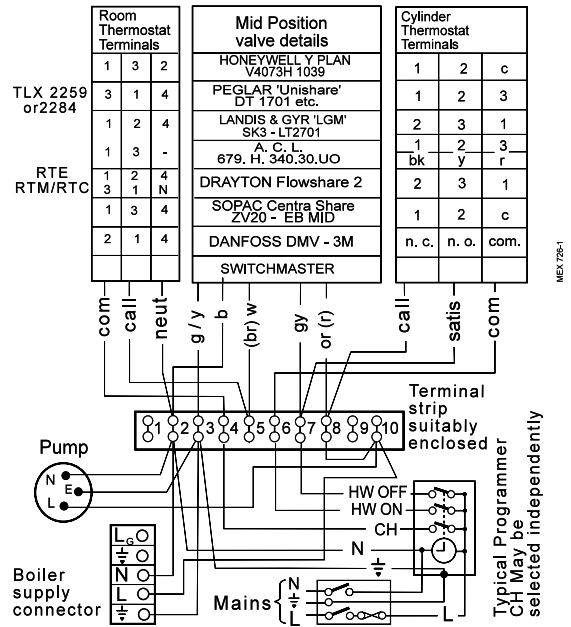 Room
Thermostat
Terminals
Mid Position
valve details
Cylinder
Thermostat
Terminals
1 3 2 HONEYWELL Y PLAN
V4073H 1039 1 2 c
TLX 2259
or2284
3 1 4 PEGLAR 'Unishare'
DT 1701 etc. 1 2 3
1 2 4 LANDIS & GYR 'LGM'
SK3 - LT2701 2 3 1
1 3 - A. C. L.
679. H. 340.30.UO 1 2 3
bk y r
RTE
RTM/RTC
1 2 4
3 1 N
DRAYTON Flowshare 2 2 3 1
1 3 4 SOPAC Centra Share
ZV20 - EB MID 1 2 c
2 1 4 DANFOSS DMV - 3M n. c. n. o. com.
SWITCHMASTER
MEX 726-1
com call neut g / y b (br) w gy or (r) call satis com
1 2 3 4 5 6 7 8 9 10
Terminal
strip
suitably
enclosed
Pump
N
E
L
HW OFF
HW ON
CH
N
Typical Programmer
CH May be
selected independently
Boiler
supply
connector
LG
N
L
Mains
N
L
L